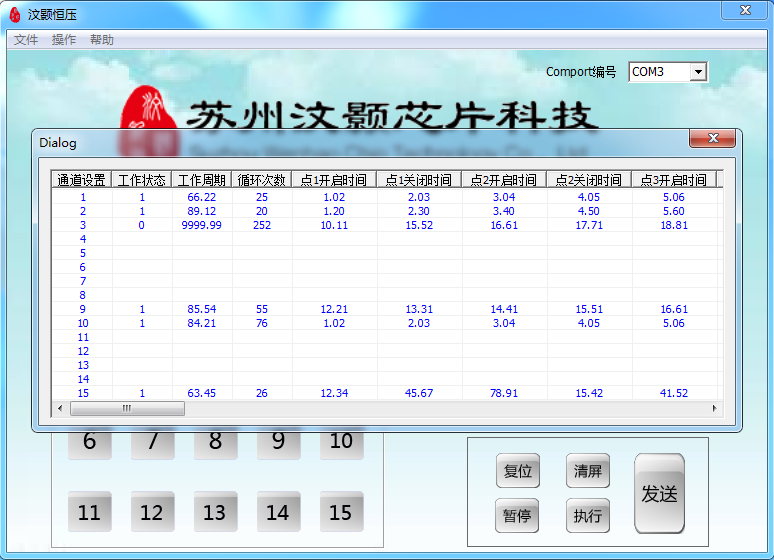 汶颢恒压
文件 操作 帮助
Comport编号 COM3
苏州汶颢芯片科技
Dialog
通道设置 工作状态 工作周期 循环次数 点1开启时间 点1关闭时间 点2开启时间 点2关闭时间 点3开启时间
1 1 66.22 25 1.02 2.03 3.04 4.05 5.06
2 1 89.12 20 1.20 2.30 3.40 4.50 5.60
3 0 9999.99 252 10.11 15.52 16.61 17.71 18.81
4
5
6
7
8
9 1 85.54 55 12.21 13.31 14.41 15.51 16.61
10 1 84.21 76 1.02 2.03 3.04 4.05 5.06
11
12
13
14
15 1 63.45 26 12.34 45.67 78.91 15.42 41.52
6 7 8 9 10
11 12 13 14 15
复位 清屏
暂停 执行
发送